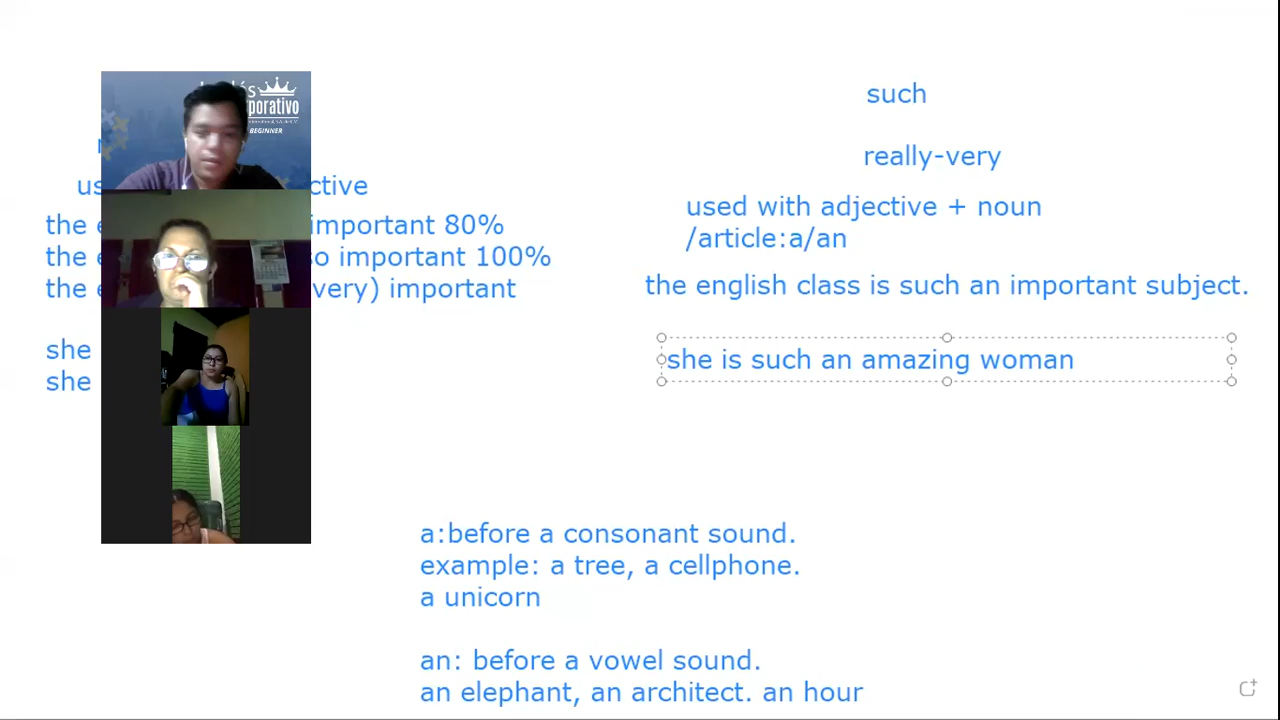 BEGINNER
such
really-very
used with adjective + noun
/article:a/an
the english class is such an important subject.
she is such an amazing woman
important 80%
the
so important 100%
the
very) important
the
she
she
a:before a consonant sound.
example: a tree, a cellphone.
a unicorn
an: before a vowel sound.
an elephant, an architect. an hour